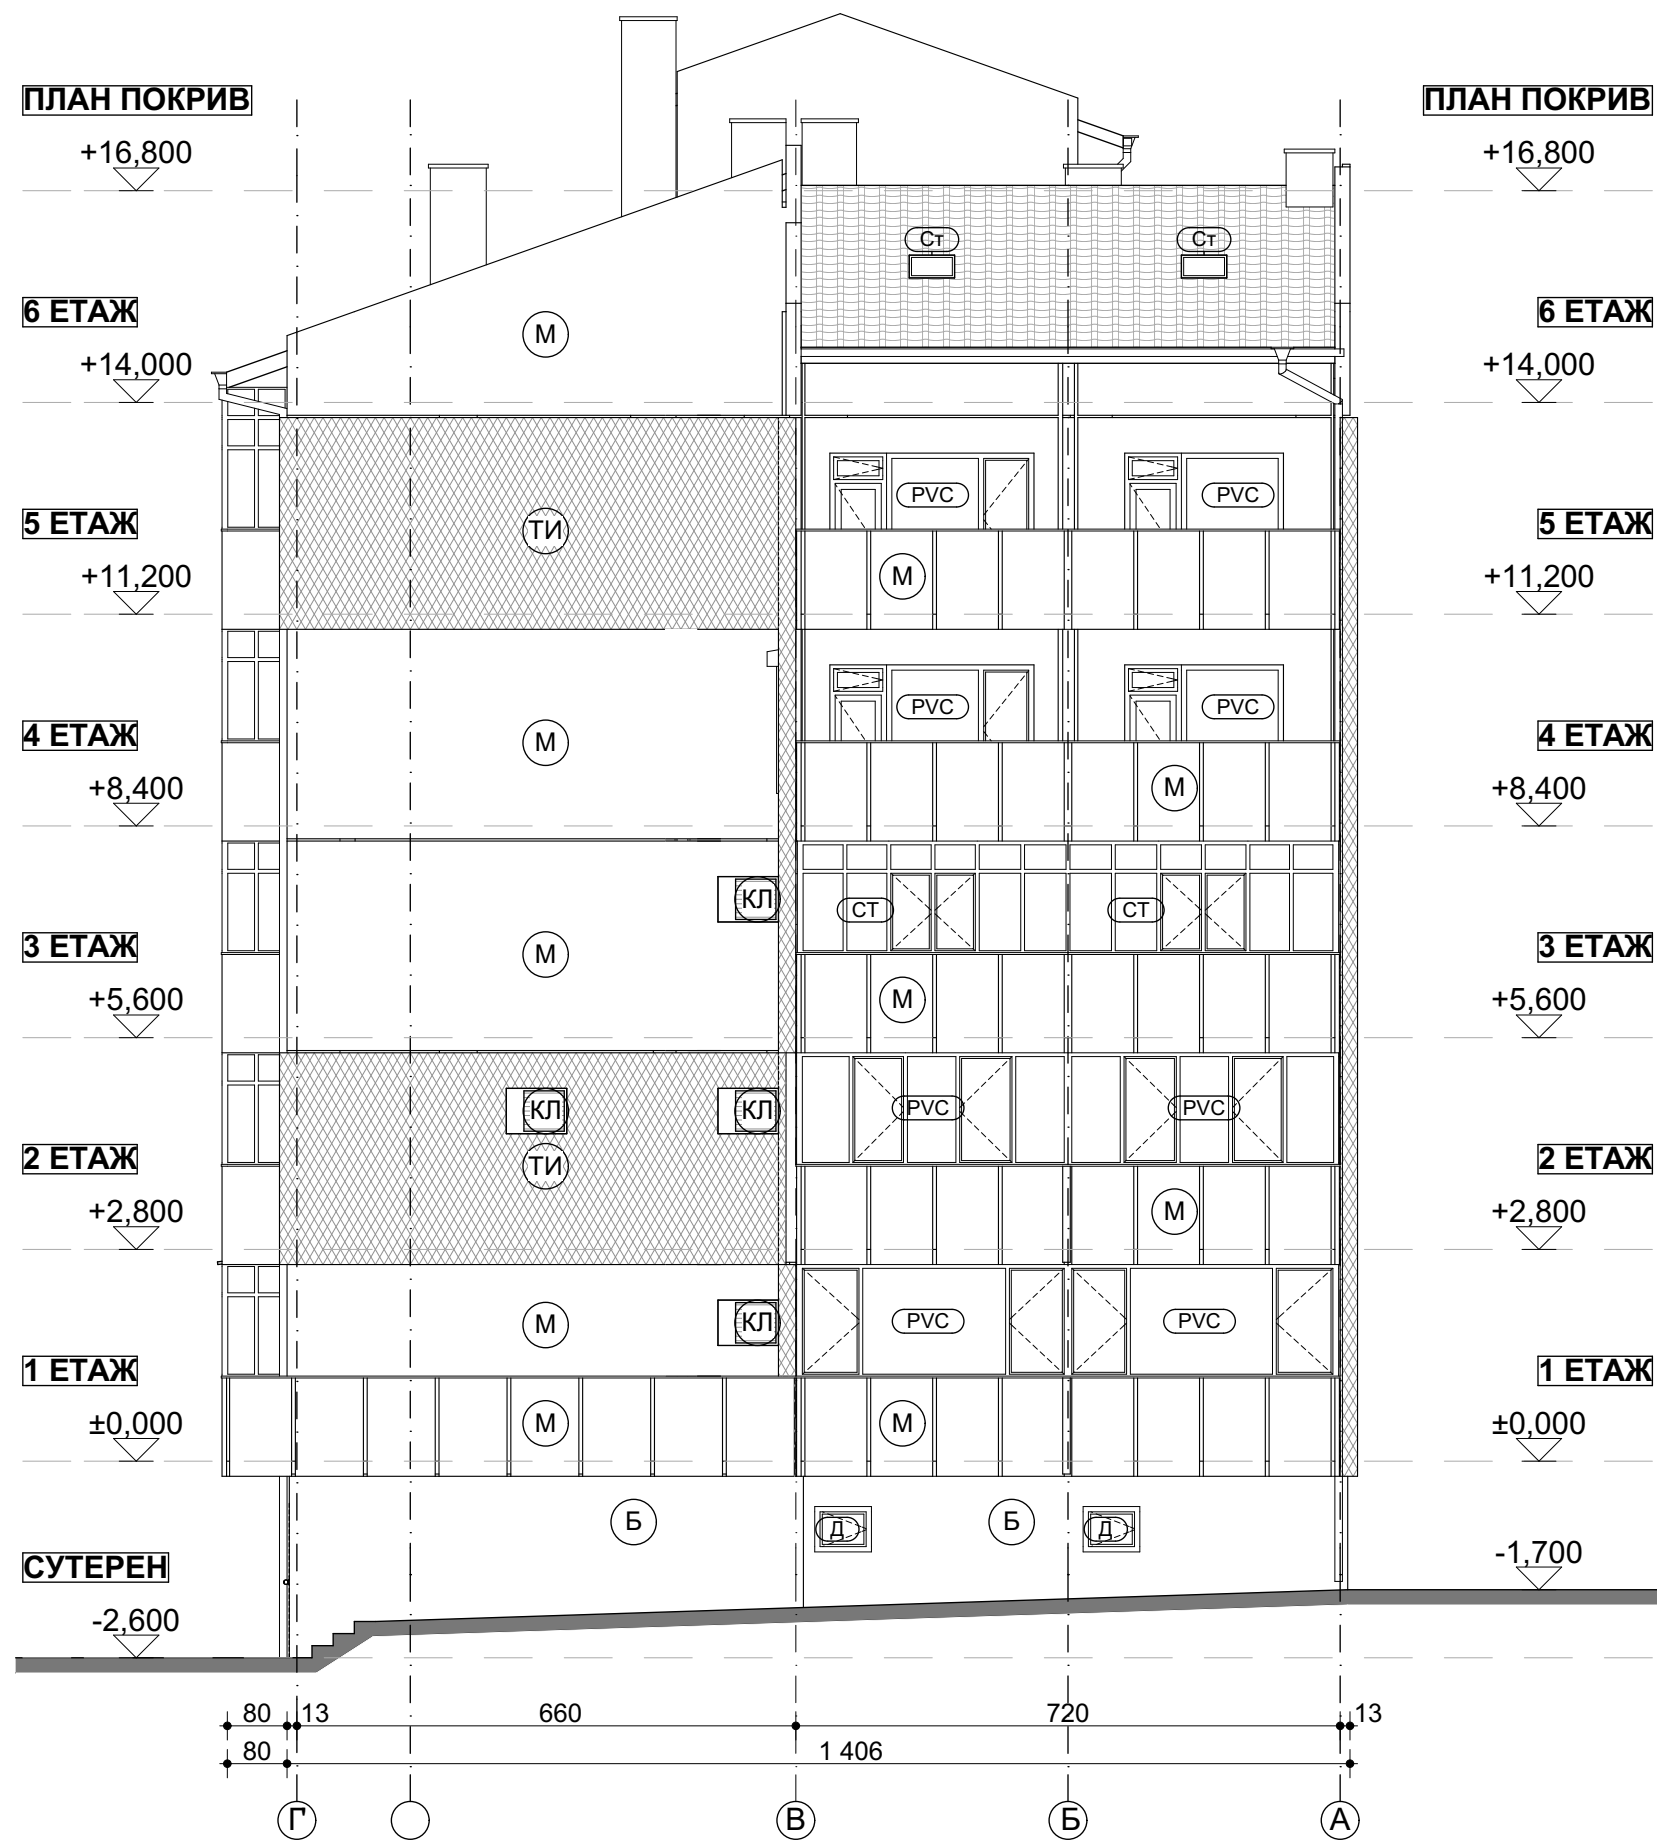 ПЛАН ПОКРИВ ПЛАН ПОКРИВ
+16,800 +16,800
Ст Ст
6 ЕТАЖ 6 ЕТАЖ
М
+14,000 +14,000
PVC PVC
5 ЕТАЖ ТИ 5 ЕТАЖ
+11,200 М +11,200
PVC PVC
4 ЕТАЖ М 4 ЕТАЖ
+8,400 М +8,400
КЛ СТ СТ
3 ЕТАЖ М 3 ЕТАЖ
+5,600 М +5,600
КЛ КЛ PVC PVC
2 ЕТАЖ ТИ 2 ЕТАЖ
+2,800 М +2,800
М КЛ PVC PVC
1 ЕТАЖ 1 ЕТАЖ
±0,000 М М ±0,000
Б Д Б Д
СУТЕРЕН -1,700
-2,600
80 13 660 720 13
80 1 406
Г В Б А